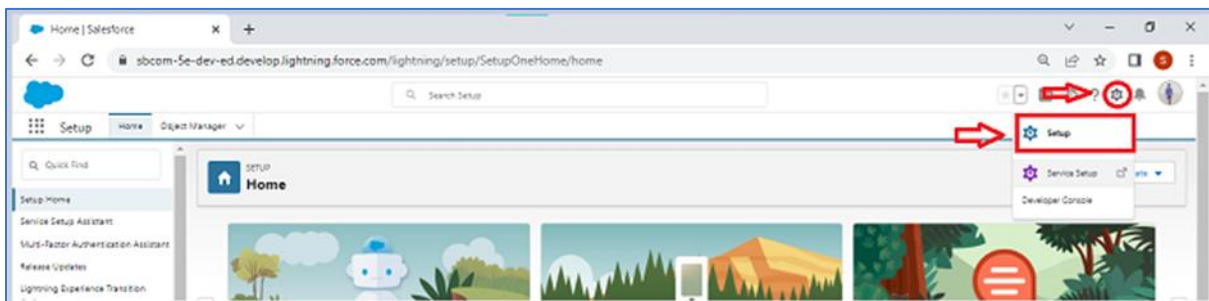 Home | Salesforce
sbcom-5e-dev-ed.develop.lightning.force.com/lightning/setup/SetupOneHome/home
S
Search Setup
Setup Home Object Manager
Setup
Quick Find
SETUP
Home
Service Setup
Developer Console
Setup Home
Service Setup Assistant
Multi-Factor Authentication Assistant
Release Updates
Lightning Experience Transition